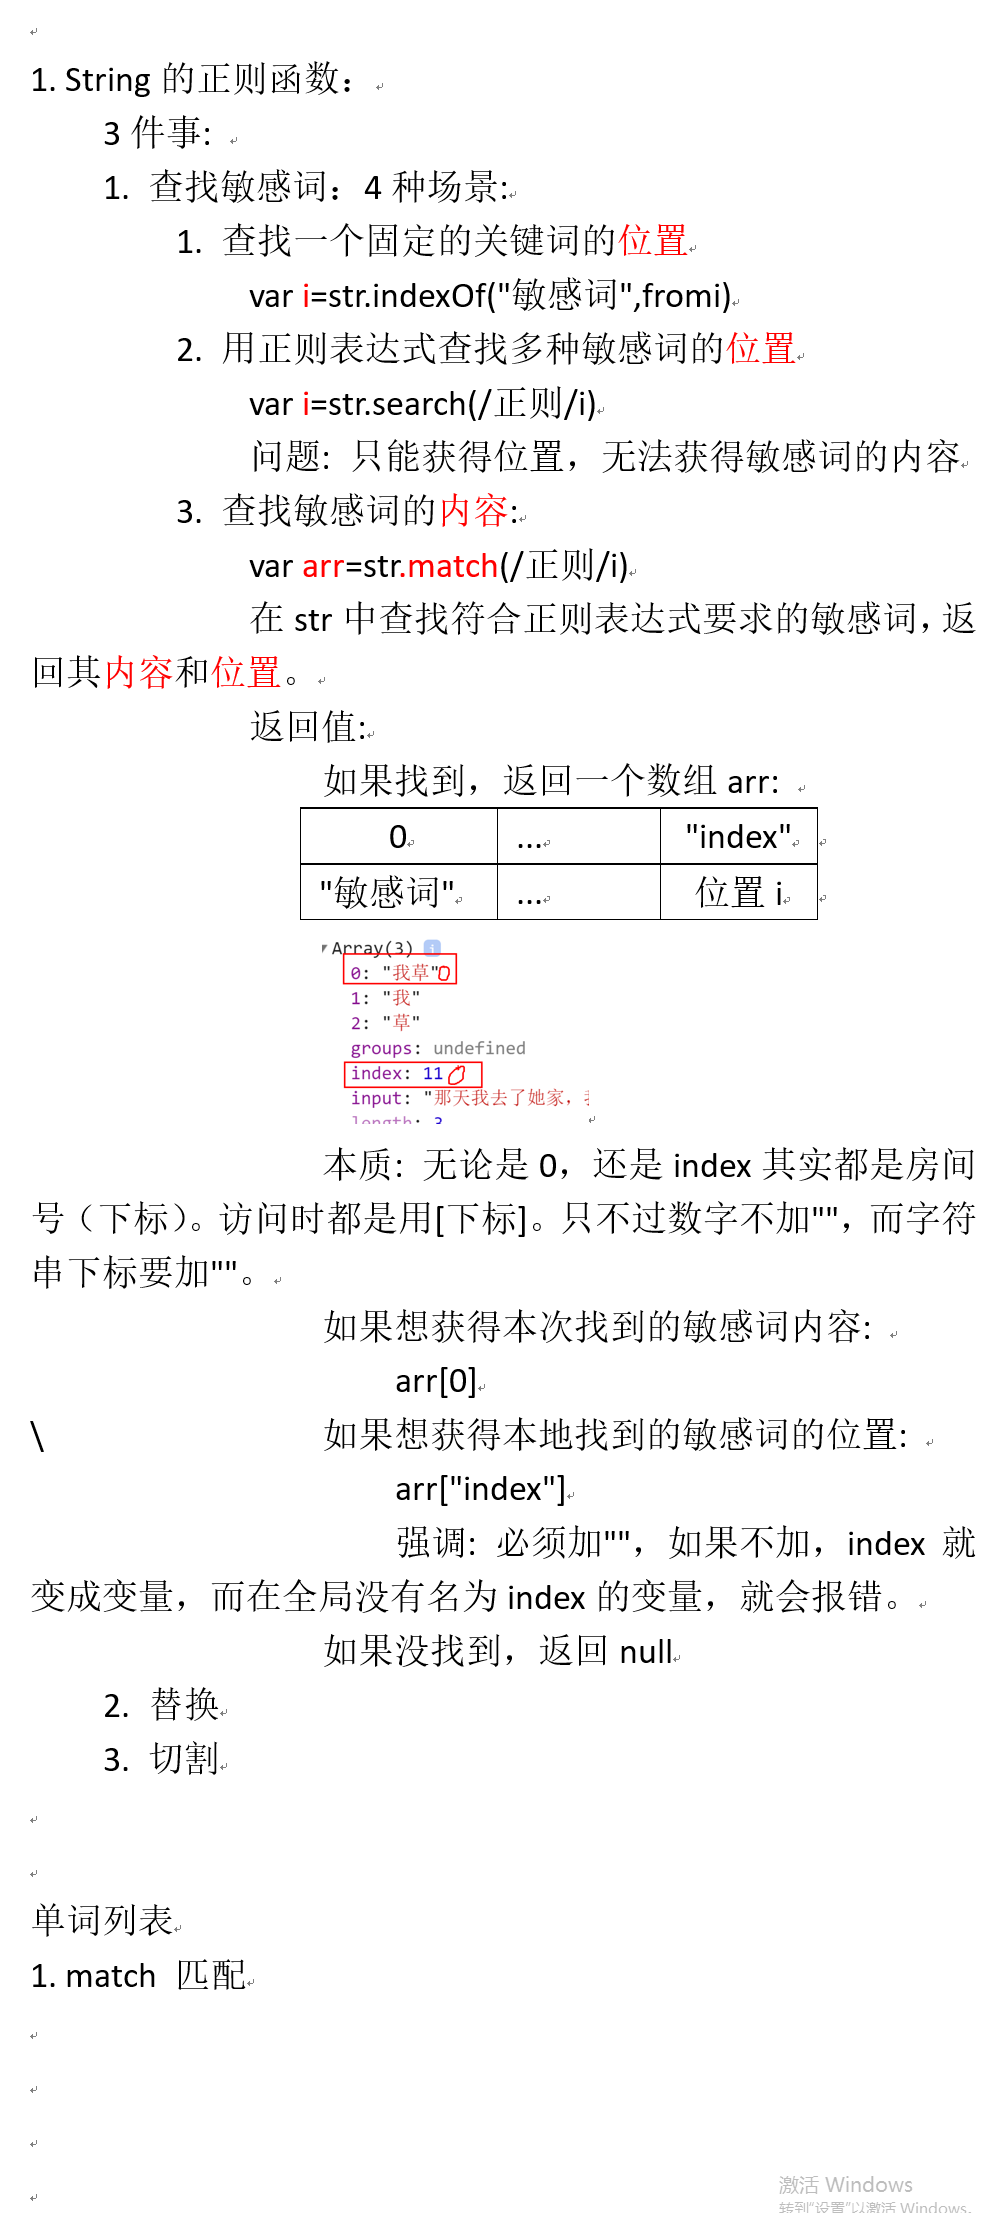 1. String 的正则函数：
3 件事:
1. 查找敏感词：4 种场景:
1. 查找一个固定的关键词的位置
var i=str.indexOf("敏感词",fromi)
2. 用正则表达式查找多种敏感词的位置
var i=str.search(/正则/i)
问题: 只能获得位置，无法获得敏感词的内容
3. 查找敏感词的内容:
var arr=str.match(/正则/i)
在 str 中查找符合正则表达式要求的敏感词，返
回其内容和位置。
返回值:
如果找到，返回一个数组 arr:
0 ... "index"
"敏感词" ... 位置 i
Array(3) i
0: "我草"
1: "我"
2: "草"
groups: undefined
index: 11
input: "那天我去了她家，
length: 3
本质: 无论是 0，还是 index 其实都是房间
号（下标）。访问时都是用[下标]。只不过数字不加""，而字符
串下标要加""。
如果想获得本次找到的敏感词内容:
arr[0]
\ 如果想获得本地找到的敏感词的位置:
arr["index"]
强调: 必须加""，如果不加，index 就
变成变量，而在全局没有名为 index 的变量，就会报错。
如果没找到，返回 null
2. 替换
3. 切割
单词列表
1. match 匹配
激活 Windows
转到"设置"以激活 Windows。